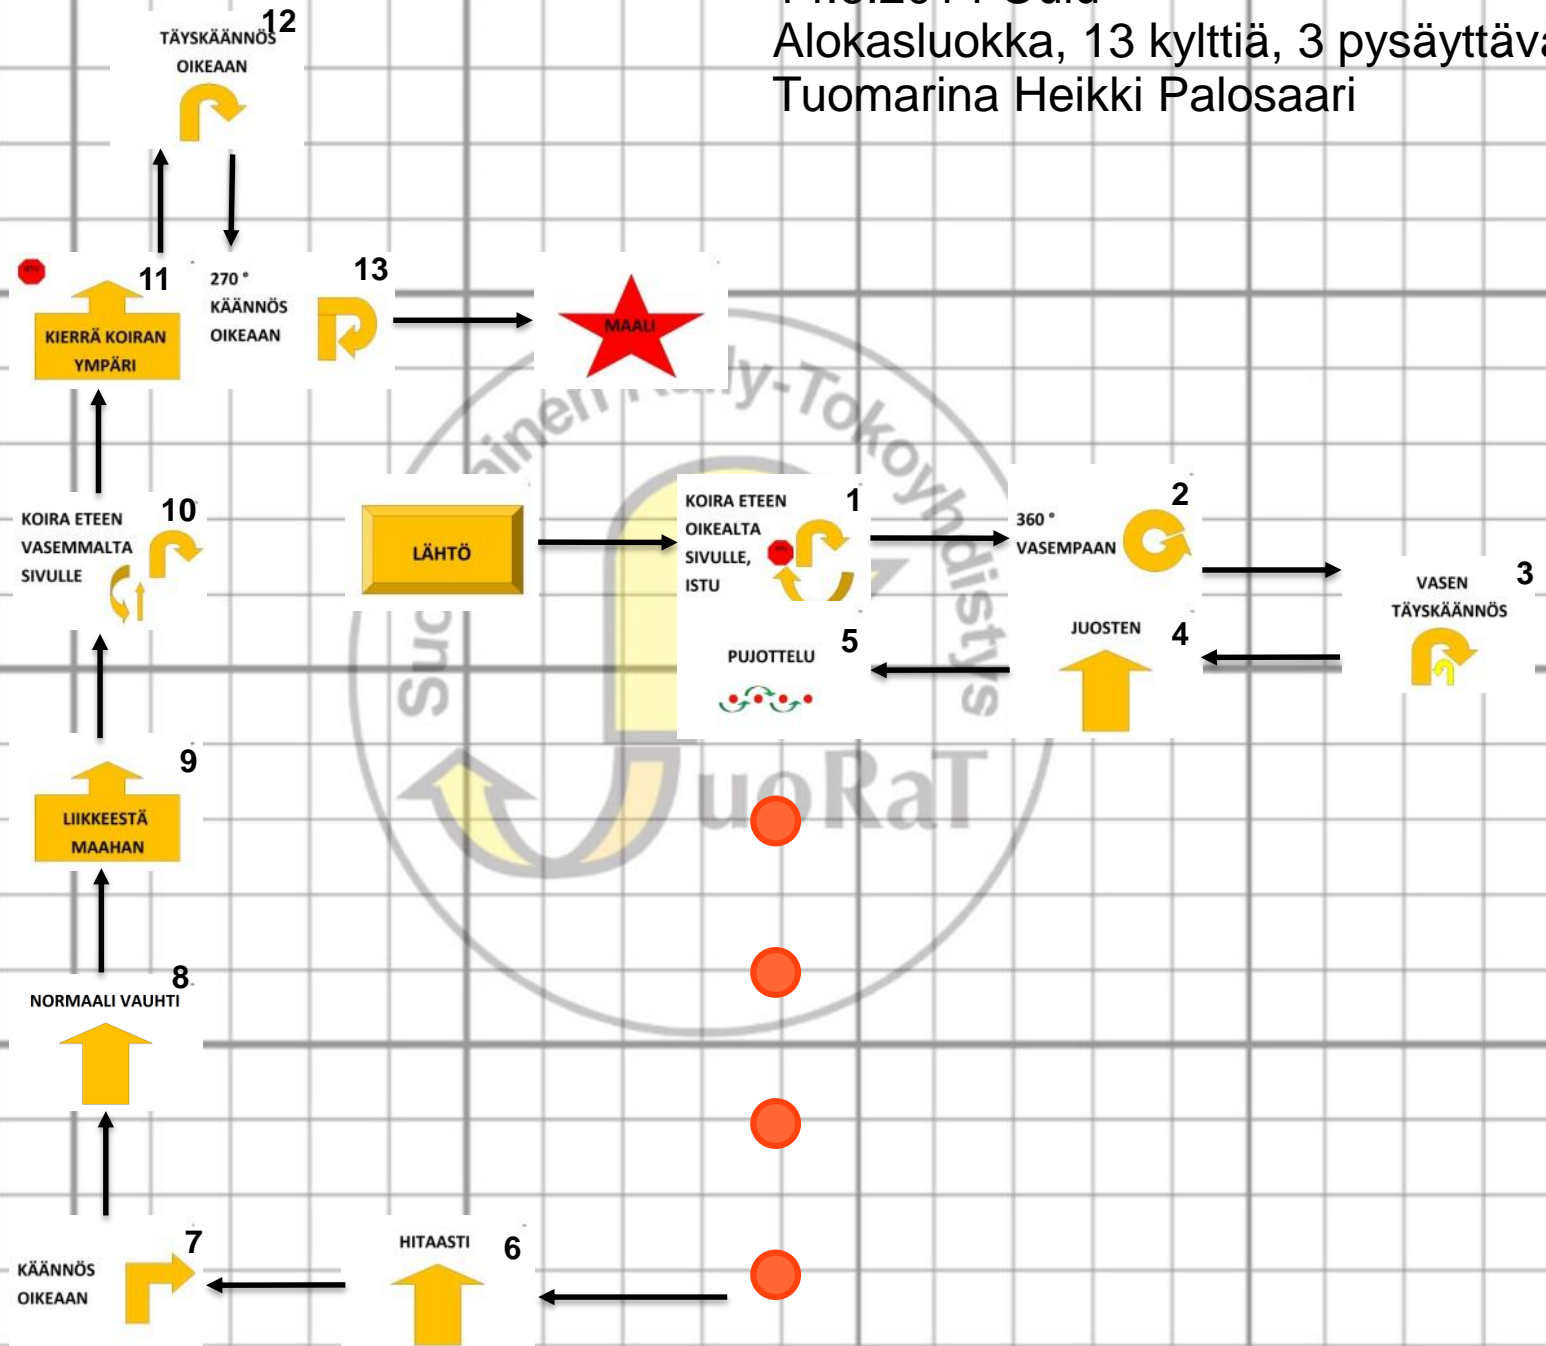 Alokasluokka, 13 kylttiä, 3 pysäyttävä
Tuomarina Heikki Palosaari
12
TÄYSKÄÄNNÖS
OIKEAAN
11
KIERRÄ KOIRAN
YMPÄRI
13
270 °
KÄÄNNÖS
OIKEAAN
MAALI
10
KOIRA ETEEN
VASEMMALTA
SIVULLE
LÄHTÖ
1
KOIRA ETEEN
OIKEALTA
SIVULLE,
ISTU
2
360 °
VASEMPAAN
3
VASEN
TÄYSKÄÄNNÖS
4
JUOSTEN
5
PUJOTTELU
9
LIIKKEESTÄ
MAAHAN
8
NORMAALI VAUHTI
7
KÄÄNNÖS
OIKEAAN
6
HITAASTI
uoRaT